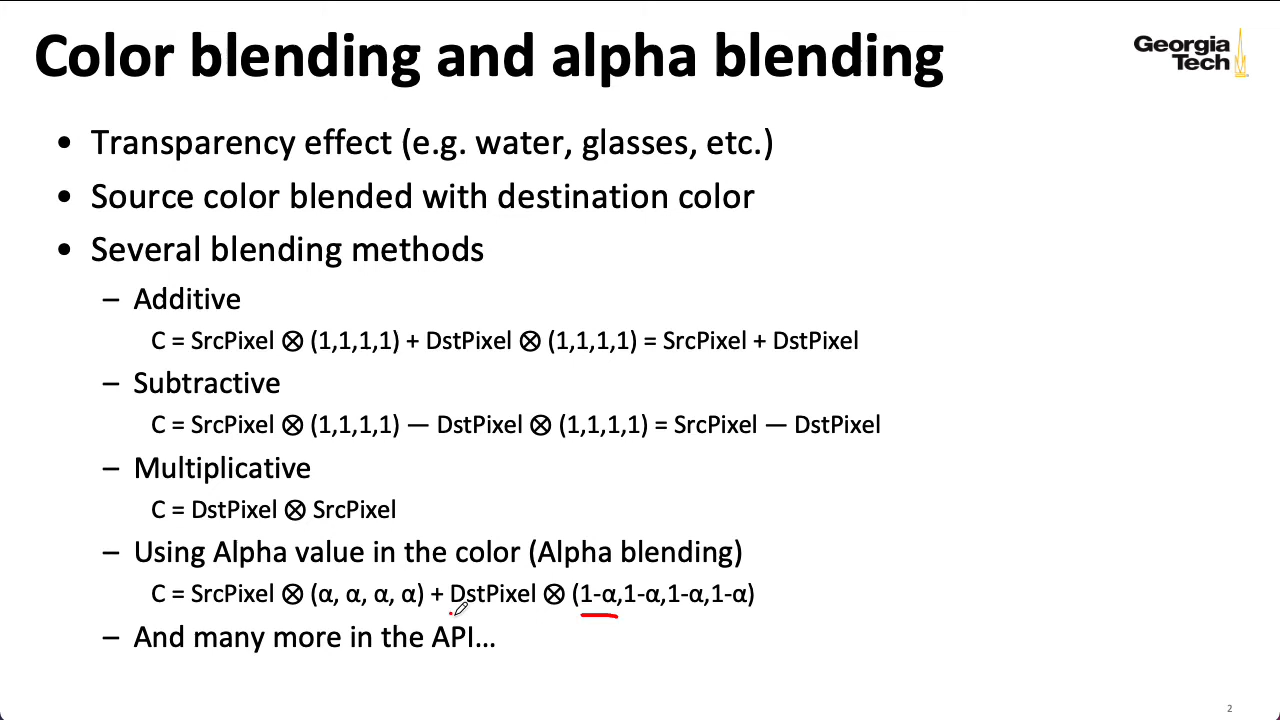 Color blending and alpha blending
Georgia
Tech
• Transparency effect (e.g. water, glasses, etc.)
• Source color blended with destination color
• Several blending methods
– Additive
C = SrcPixel ⊗ (1,1,1,1) + DstPixel ⊗ (1,1,1,1) = SrcPixel + DstPixel
– Subtractive
C = SrcPixel ⊗ (1,1,1,1) — DstPixel ⊗ (1,1,1,1) = SrcPixel — DstPixel
– Multiplicative
C = DstPixel ⊗ SrcPixel
– Using Alpha value in the color (Alpha blending)
C = SrcPixel ⊗ (α, α, α, α) + DstPixel ⊗ (1-α,1-α,1-α,1-α)
– And many more in the API…
2